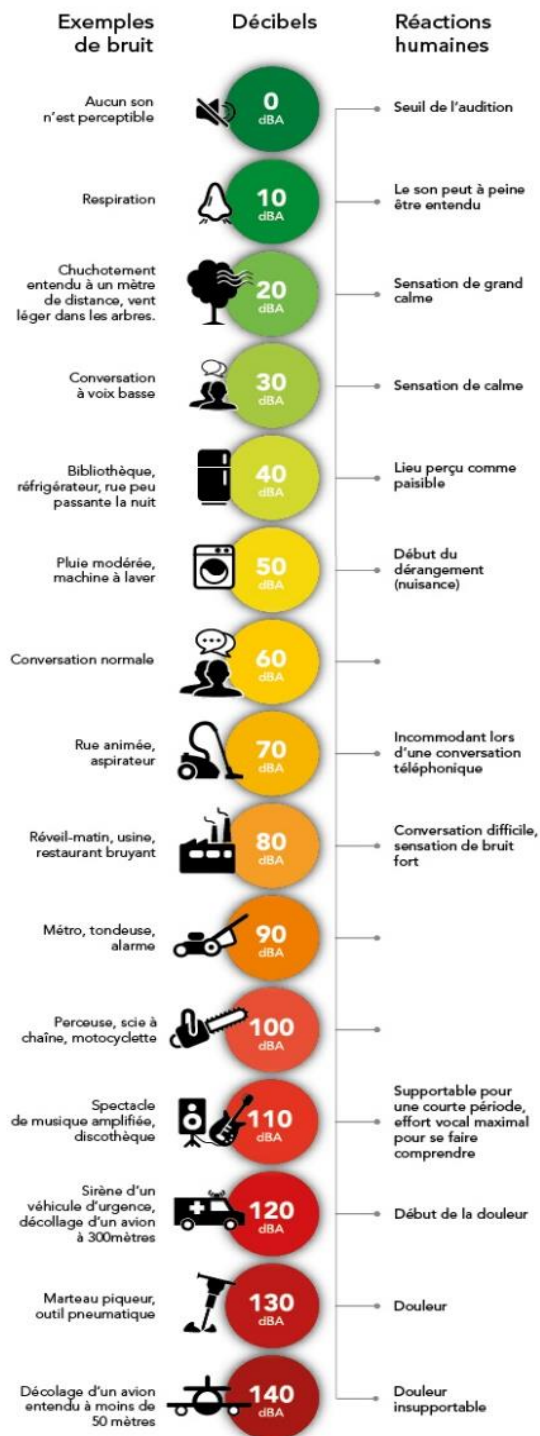 Exemples
de bruit
Décibels
Réactions
humaines
Aucun son
n'est perceptible
0
dBA
Seuil de l'audition
Respiration
10
dBA
Le son peut à peine
être entendu
Chuchotement
entendu à un mètre
de distance, vent
léger dans les arbres.
20
dBA
Sensation de grand
calme
Conversation
à voix basse
30
dBA
Sensation de calme
Bibliothèque,
réfrigérateur, rue peu
passante la nuit
40
dBA
Lieu perçu comme
paisible
Pluie modérée,
machine à laver
50
dBA
Début du
dérangement
(nuisance)
Conversation normale
60
dBA
Rue animée,
aspirateur
70
dBA
Incommodant lors
d'une conversation
téléphonique
Réveil-matin, usine,
restaurant bruyant
80
dBA
Conversation difficile,
sensation de bruit
fort
Métro, tondeuse,
alarme
90
dBA
Perceuse, scie à
chaîne, motocyclette
100
dBA
Spectacle
de musique amplifiée,
discothèque
110
dBA
Supportable pour
une courte période,
effort vocal maximal
pour se faire
comprendre
Sirène d'un
véhicule d'urgence,
décollage d'un avion
à 300mètres
120
dBA
Début de la douleur
Marteau piqueur,
outil pneumatique
130
dBA
Douleur
Décolage d'un avion
entendu à moins de
50 mètres
140
dBA
Douleur
insupportable